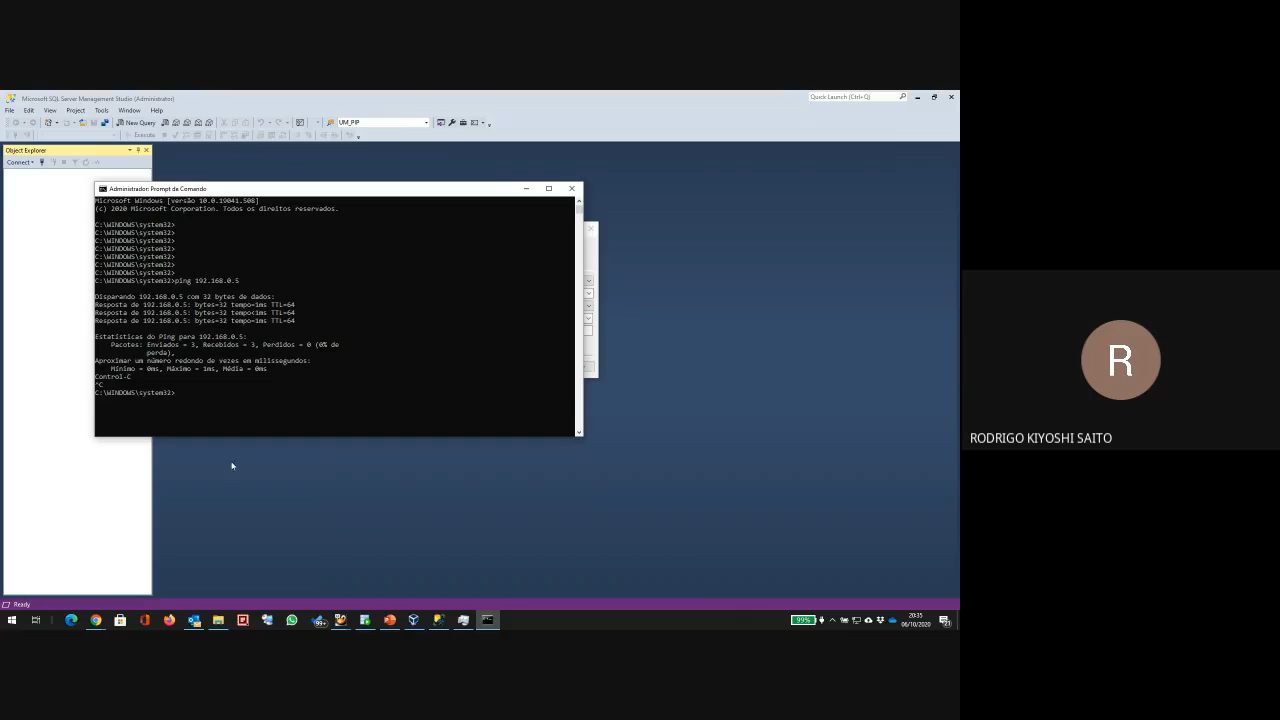 Microsoft SQL Server Management Studio (Administrator)
Quick Launch (Ctrl+Q)
File Edit View Project Tools Window Help
New Query
UM_PIP
Execute
Object Explorer
Connect
Administrador: Prompt de Comando
Microsoft Windows [versão 10.0.19041.508]
(c) 2020 Microsoft Corporation. Todos os direitos reservados.
C:\WINDOWS\system32>
C:\WINDOWS\system32>
C:\WINDOWS\system32>
C:\WINDOWS\system32>
C:\WINDOWS\system32>
C:\WINDOWS\system32>
C:\WINDOWS\system32>
C:\WINDOWS\system32>ping 192.168.0.5
Disparando 192.168.0.5 com 32 bytes de dados:
Resposta de 192.168.0.5: bytes=32 tempo=1ms TTL=64
Resposta de 192.168.0.5: bytes=32 tempo<1ms TTL=64
Resposta de 192.168.0.5: bytes=32 tempo=1ms TTL=64
Estatísticas do Ping para 192.168.0.5:
Pacotes: Enviados = 3, Recebidos = 3, Perdidos = 0 (0% de
perda),
Aproximar um número redondo de vezes em milissegundos:
Mínimo = 0ms, Máximo = 1ms, Média = 0ms
Control-C
^C
C:\WINDOWS\system32>
R
RODRIGO KIYOSHI SAITO
Ready
99+
99%
20:35
06/10/2020